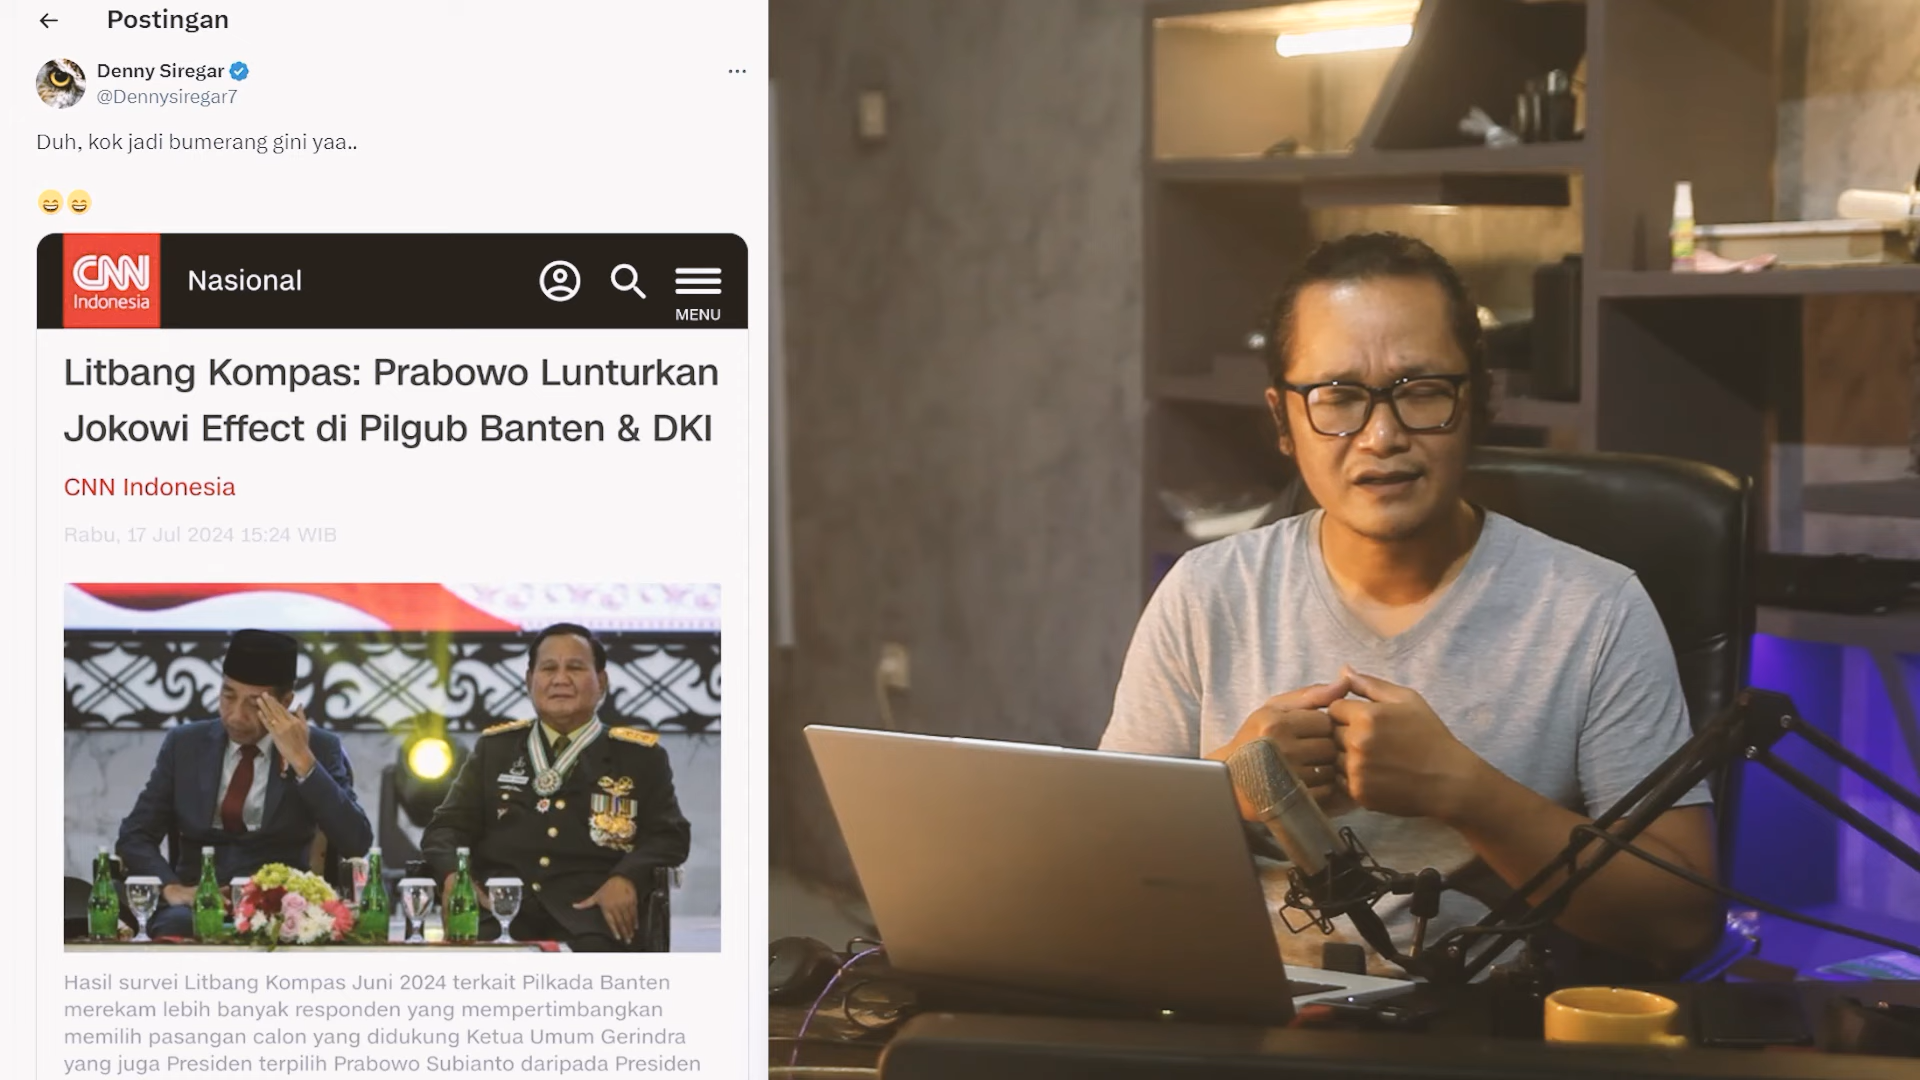 Postingan
Denny Siregar
@Dennysiregar7
Duh, kok jadi bumerang gini yaa..
CNN
Indonesia
Nasional
MENU
Litbang Kompas: Prabowo Lunturkan
Jokowi Effect di Pilgub Banten & DKI
CNN Indonesia
Rabu, 17 Jul 2024 15:24 WIB
Hasil survei Litbang Kompas Juni 2024 terkait Pilkada Banten
merekam lebih banyak responden yang mempertimbangkan
memilih pasangan calon yang didukung Ketua Umum Gerindra
yang juga Presiden terpilih Prabowo Subianto daripada Presiden